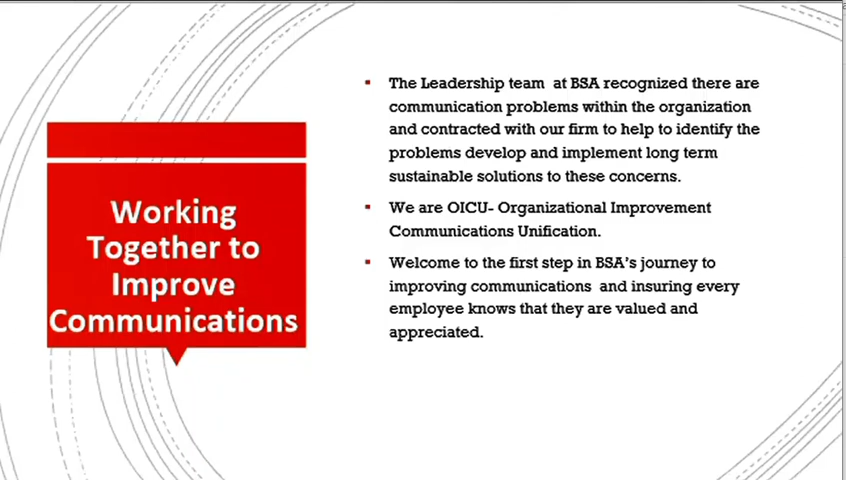 Working
Together to
Improve
Communications
The Leadership team at BSA recognized there are
communication problems within the organization
and contracted with our firm to help to identify the
problems develop and implement long term
sustainable solutions to these concerns.
We are OICU- Organizational Improvement
Communications Unification.
Welcome to the first step in BSA's journey to
improving communications and insuring every
employee knows that they are valued and
appreciated.